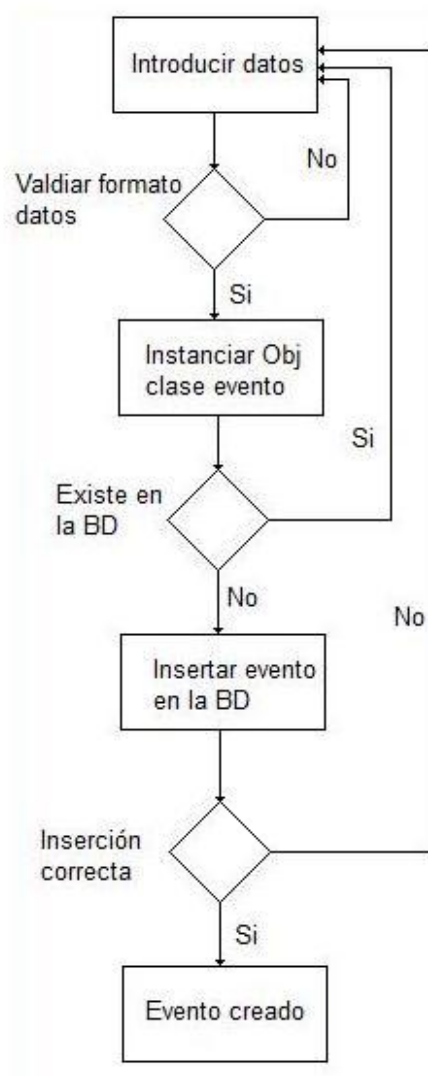 Introducir datos
No
Valdiar formato
datos
Si
Instanciar Obj
clase evento
Si
Existe en
la BD
No
No
Insertar evento
en la BD
Inserción
correcta
Si
Evento creado